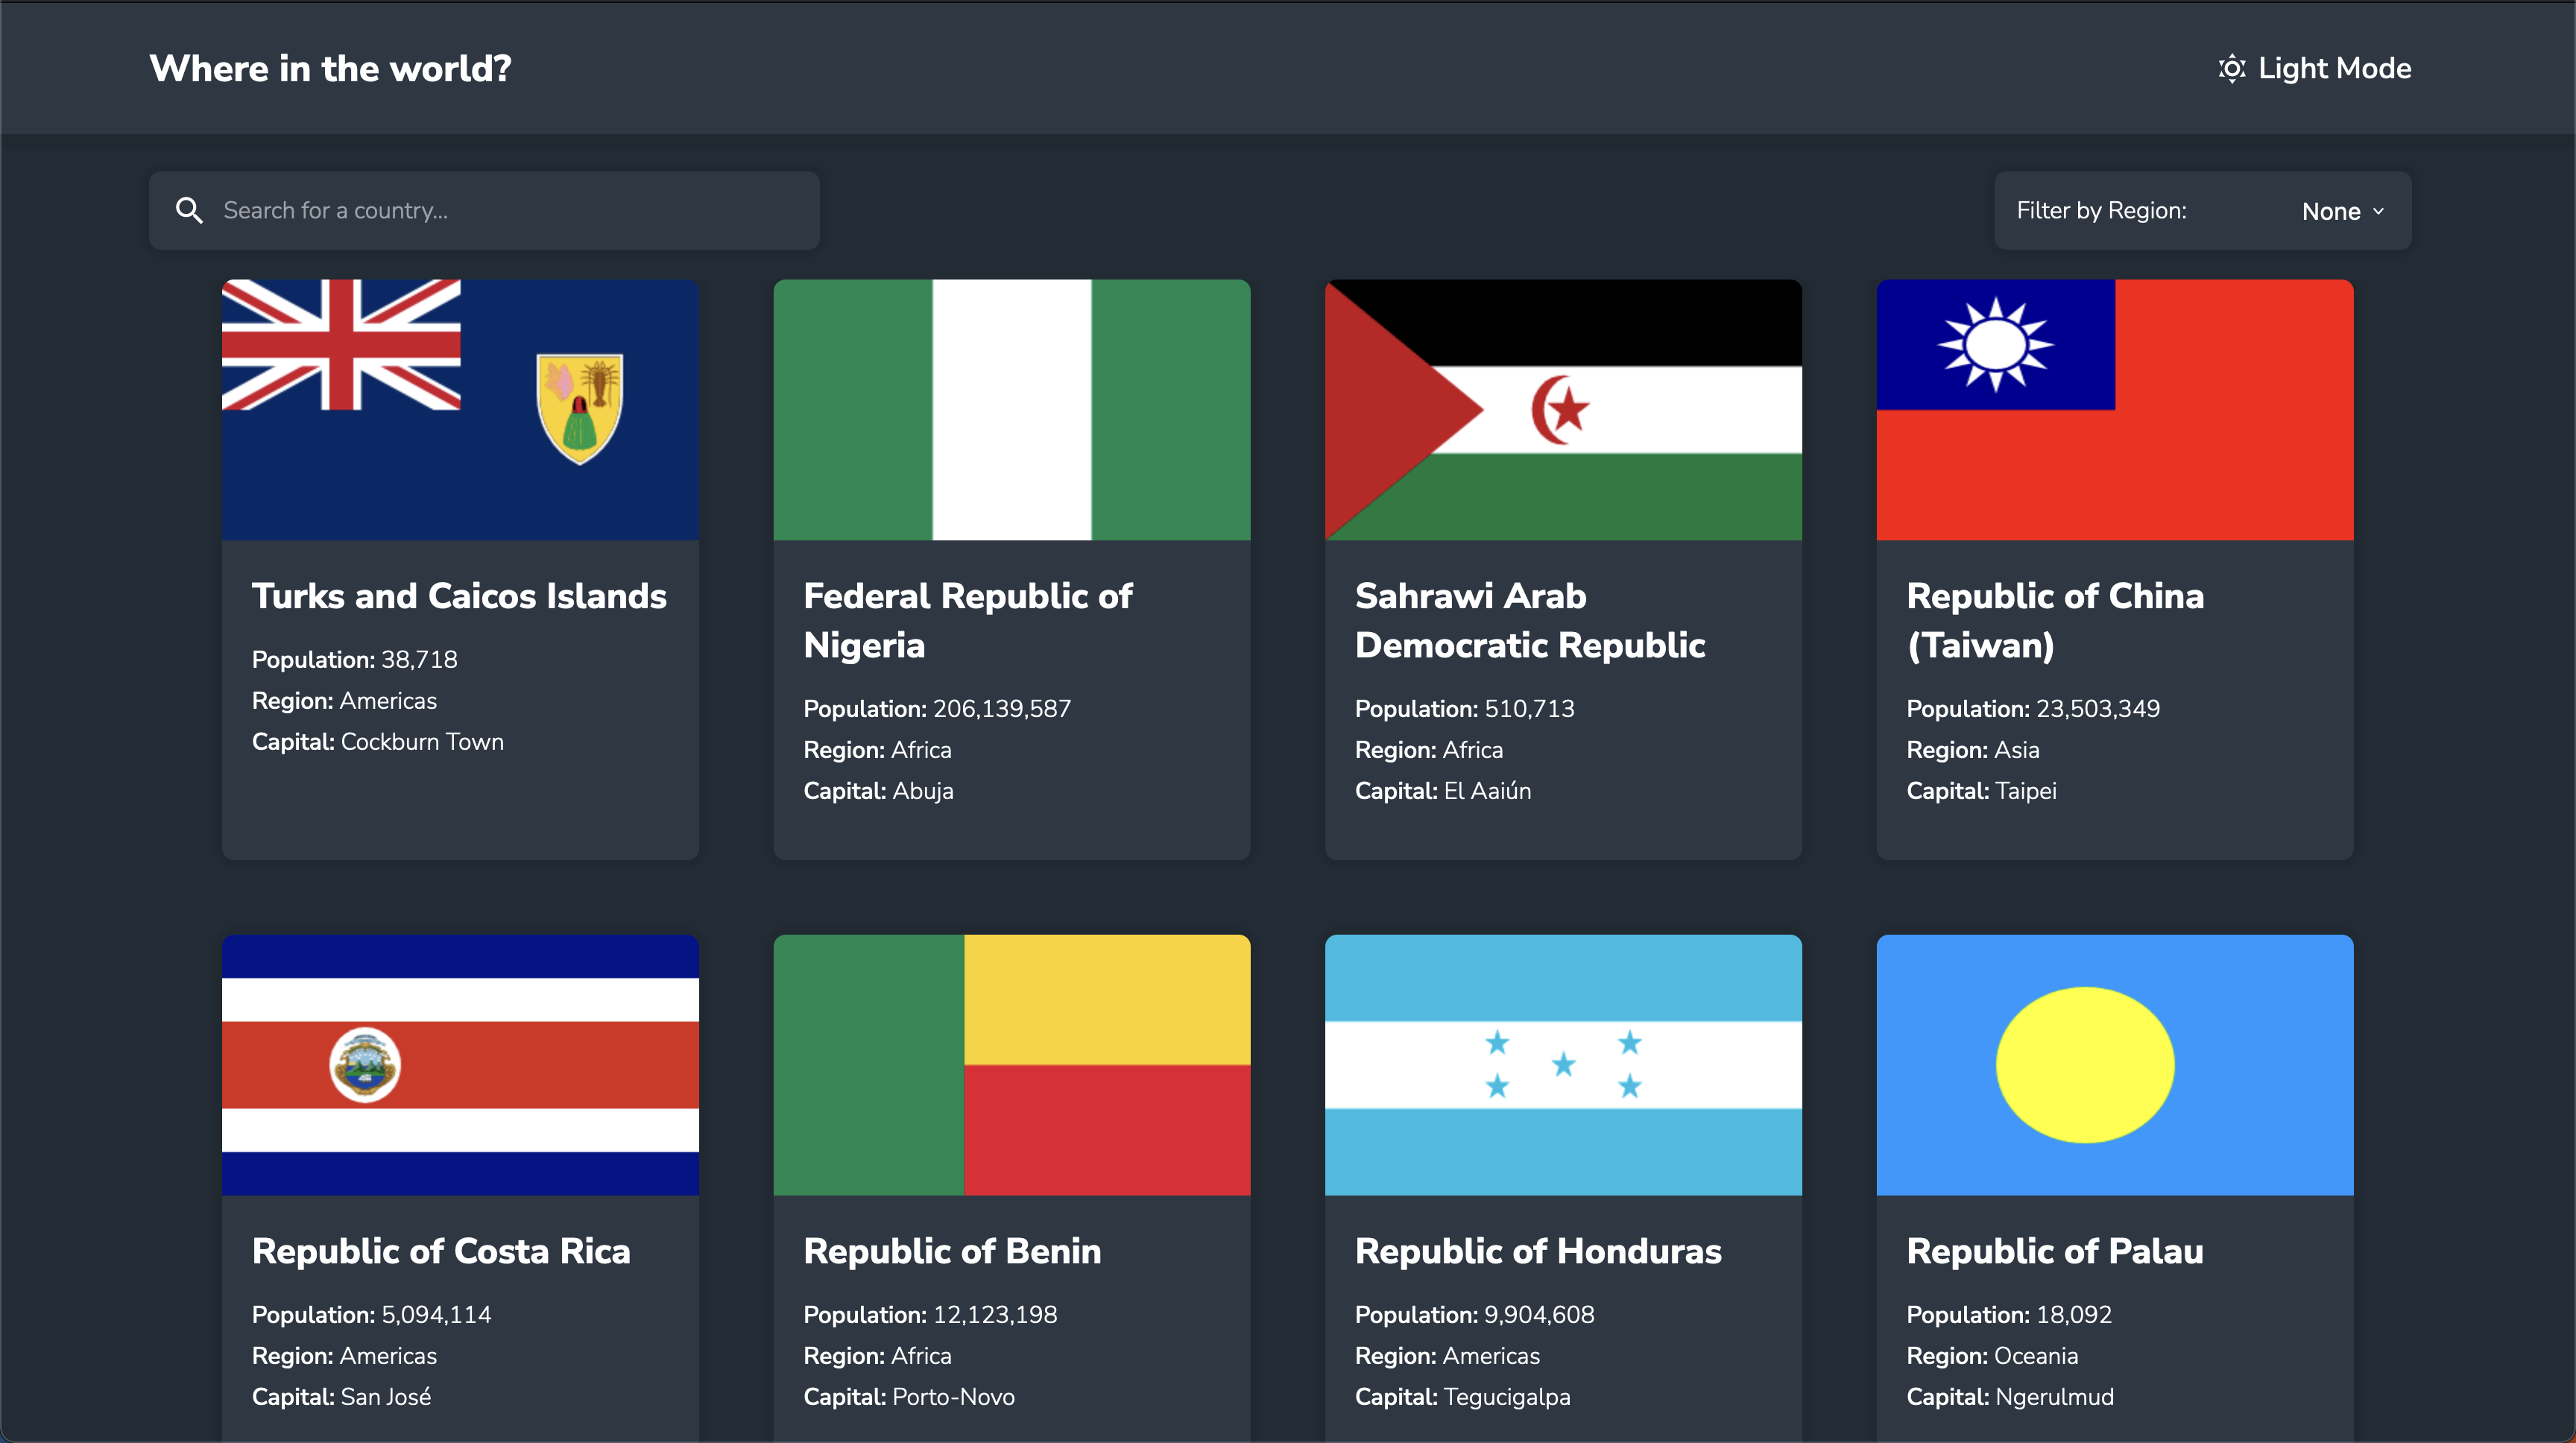 Where in the world?
Light Mode
Search for a country...
Filter by Region:
None
Turks and Caicos Islands
Population: 38,718
Region: Americas
Capital: Cockburn Town
Federal Republic of
Nigeria
Population: 206,139,587
Region: Africa
Capital: Abuja
Sahrawi Arab
Democratic Republic
Population: 510,713
Region: Africa
Capital: El Aaiún
Republic of China
(Taiwan)
Population: 23,503,349
Region: Asia
Capital: Taipei
Republic of Costa Rica
Population: 5,094,114
Region: Americas
Capital: San José
Republic of Benin
Population: 12,123,198
Region: Africa
Capital: Porto-Novo
Republic of Honduras
Population: 9,904,608
Region: Americas
Capital: Tegucigalpa
Republic of Palau
Population: 18,092
Region: Oceania
Capital: Ngerulmud